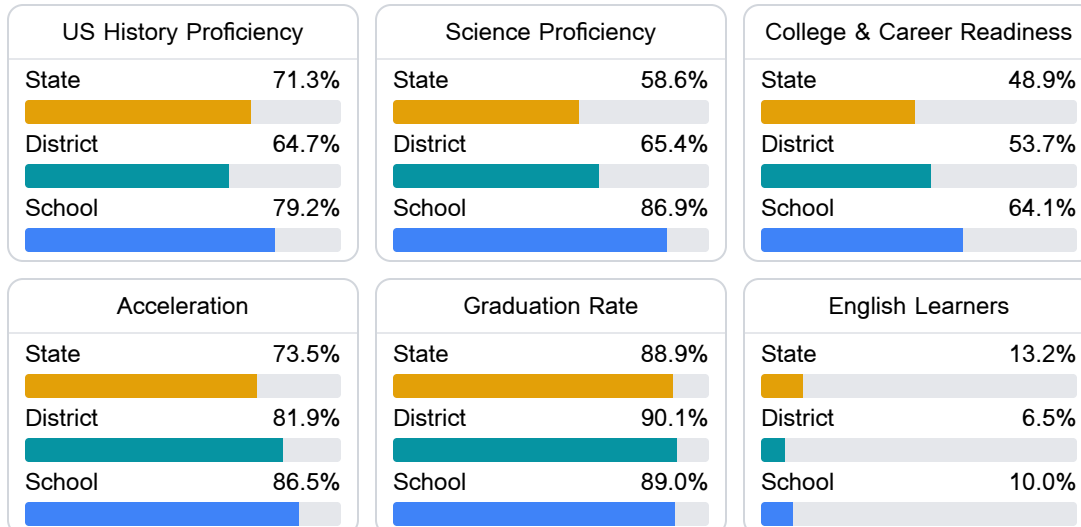 US History Proficiency
State 71.3%
District 64.7%
School 79.2%
Science Proficiency
State 58.6%
District 65.4%
School 86.9%
College & Career Readiness
State 48.9%
District 53.7%
School 64.1%
Acceleration
State 73.5%
District 81.9%
School 86.5%
Graduation Rate
State 88.9%
District 90.1%
School 89.0%
English Learners
State 13.2%
District 6.5%
School 10.0%